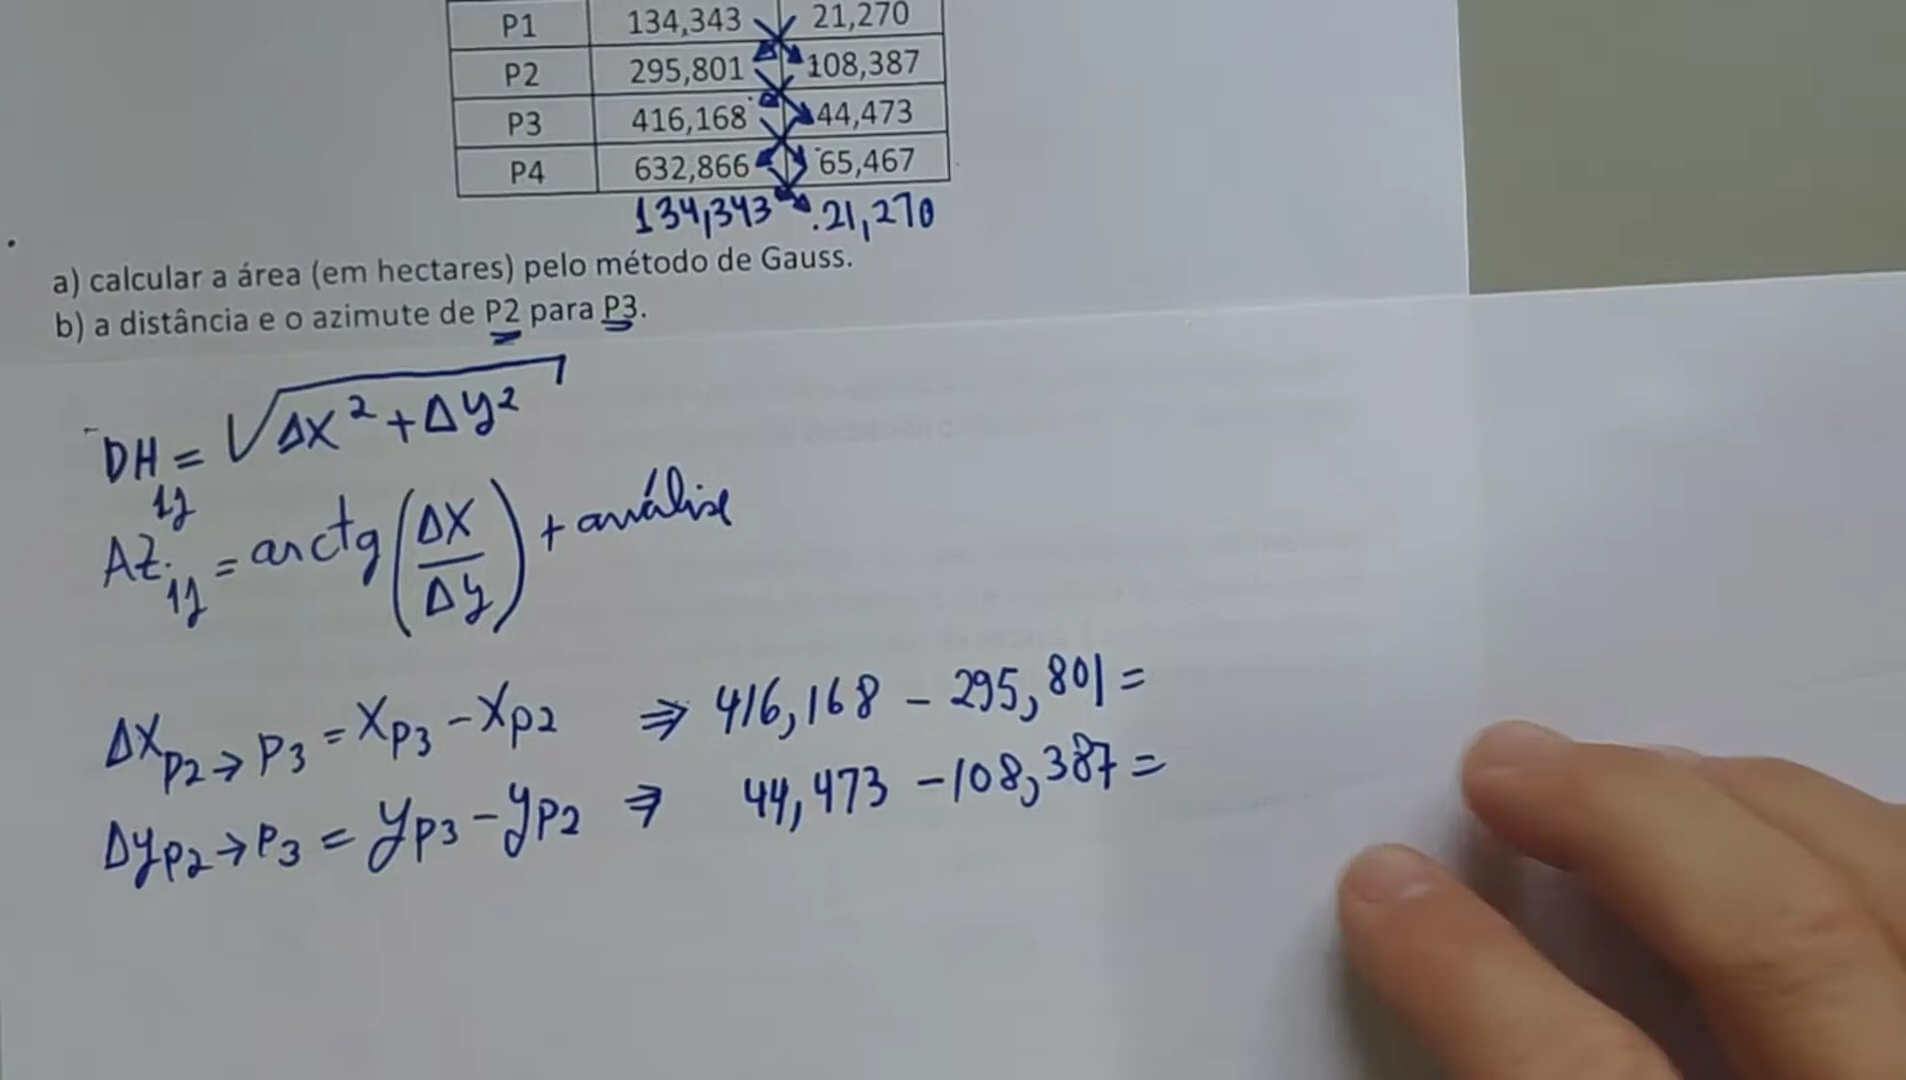 P1 134,343 21,270
P2 295,801 108,387
P3 416,168 44,473
P4 632,866 65,467
134,343 .21,270
a) calcular a área (em hectares) pelo método de Gauss.
b) a distância e o azimute de P2 para P3.
DH ij = √ΔX² + Δy²
AZ ij = arctg (ΔX / Δy) + análise
ΔX P2→P3 = XP3 - XP2 ⇒ 416,168 - 295,801 =
Δy P2→P3 = yP3 - yP2 ⇒ 44,473 - 108,387 =